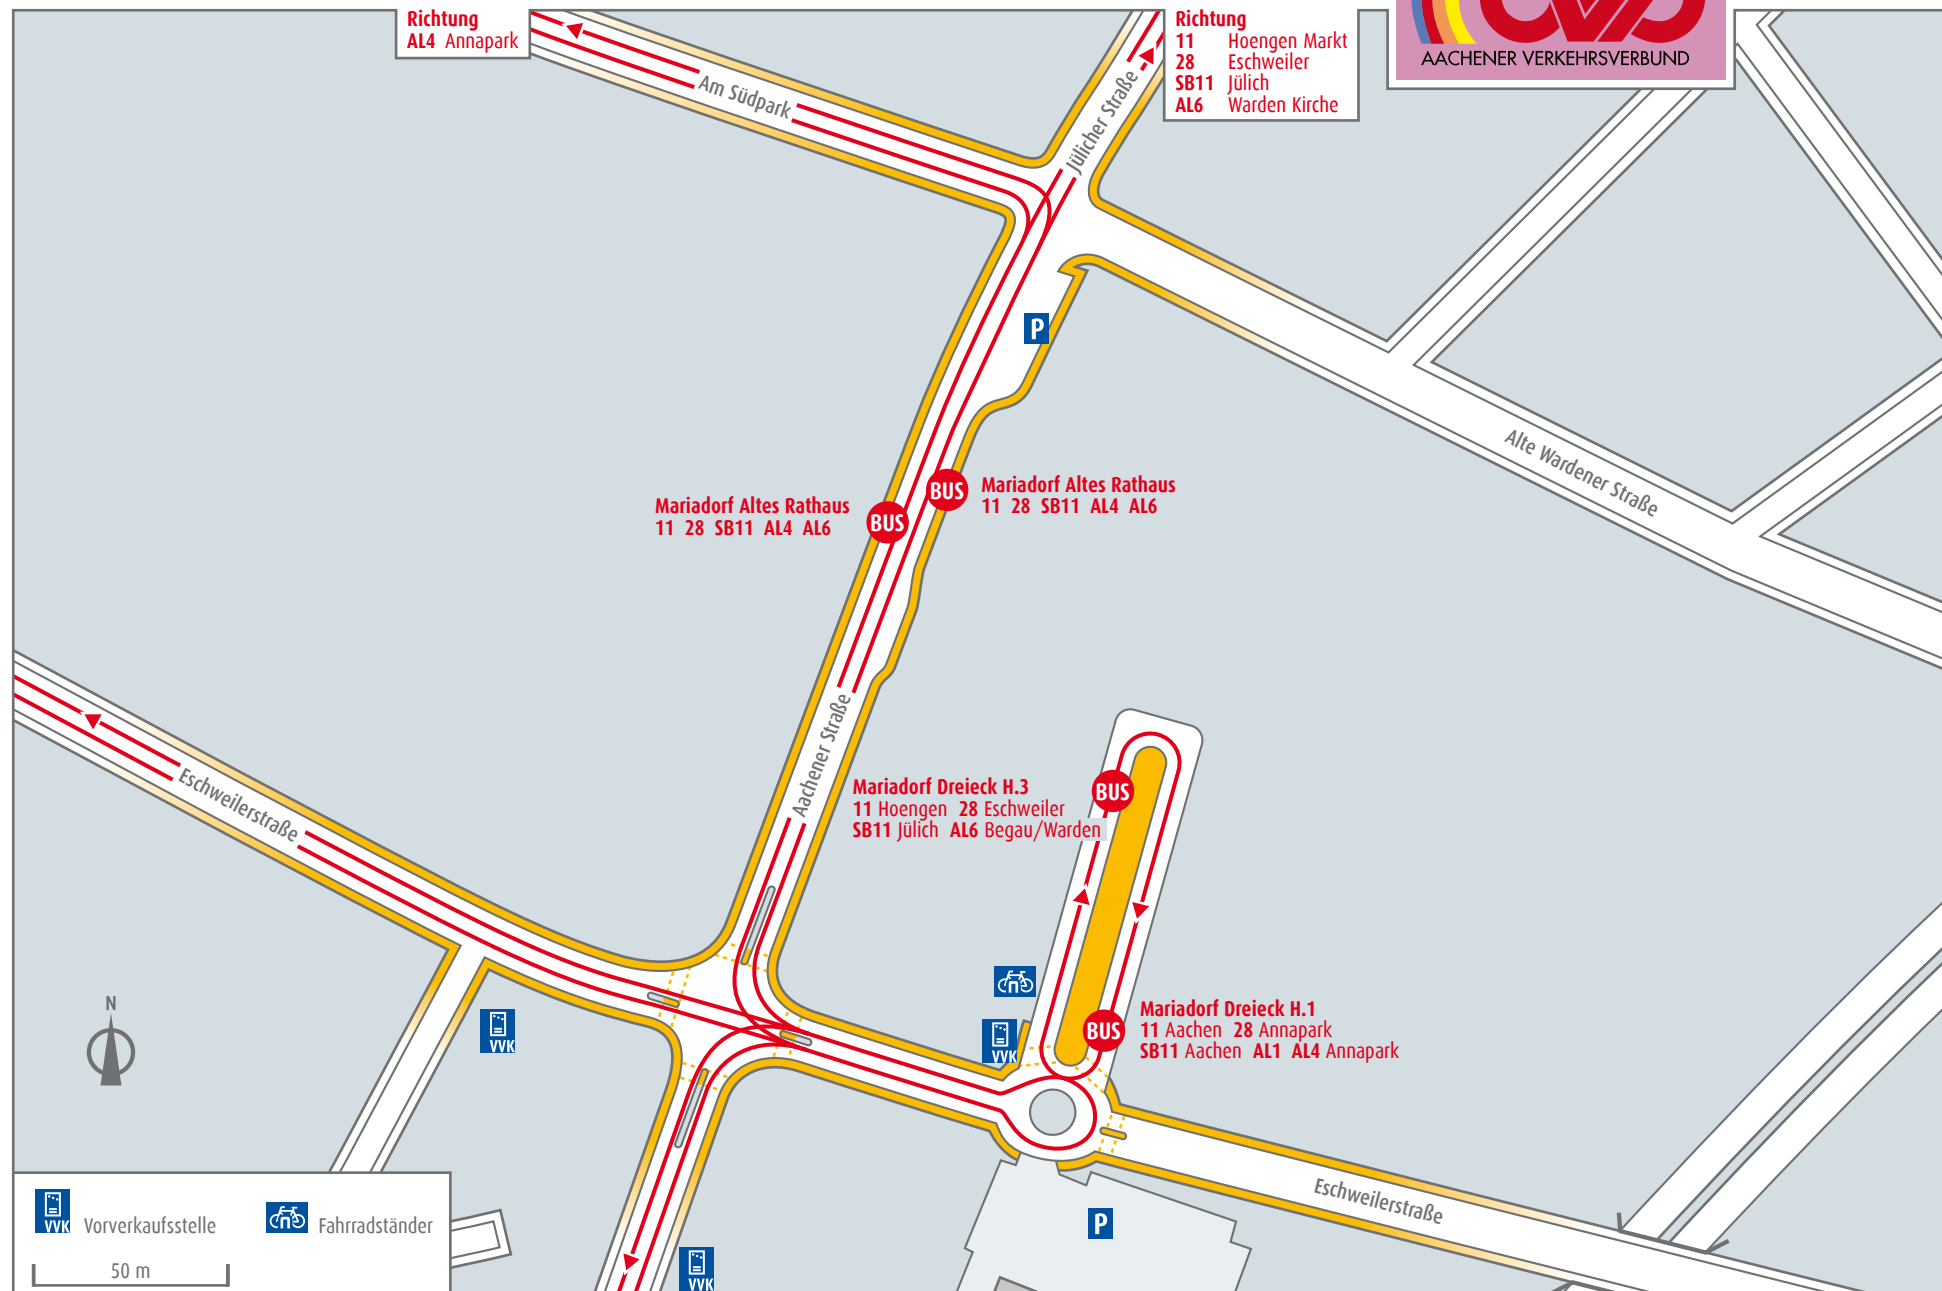 Richtung
AL4 Annapark
Richtung
11 Hoengen Markt
28 Eschweiler
SB11 Jülich
AL6 Warden Kirche
AACHENER VERKEHRSVERBUND
Am Südpark
Jülicher Straße
P
Alte Wardener Straße
Mariadorf Altes Rathaus
11 28 SB11 AL4 AL6
BUS
BUS
Mariadorf Altes Rathaus
11 28 SB11 AL4 AL6
Aachener Straße
Eschweilerstraße
Mariadorf Dreieck H.3
11 Hoengen 28 Eschweiler
SB11 Jülich AL6 Begau/Warden
BUS
N
VVK
VVK
BUS
Mariadorf Dreieck H.1
11 Aachen 28 Annapark
SB11 Aachen AL1 AL4 Annapark
Eschweilerstraße
P
VVK
VVK Vorverkaufsstelle
Fahrradständer
50 m